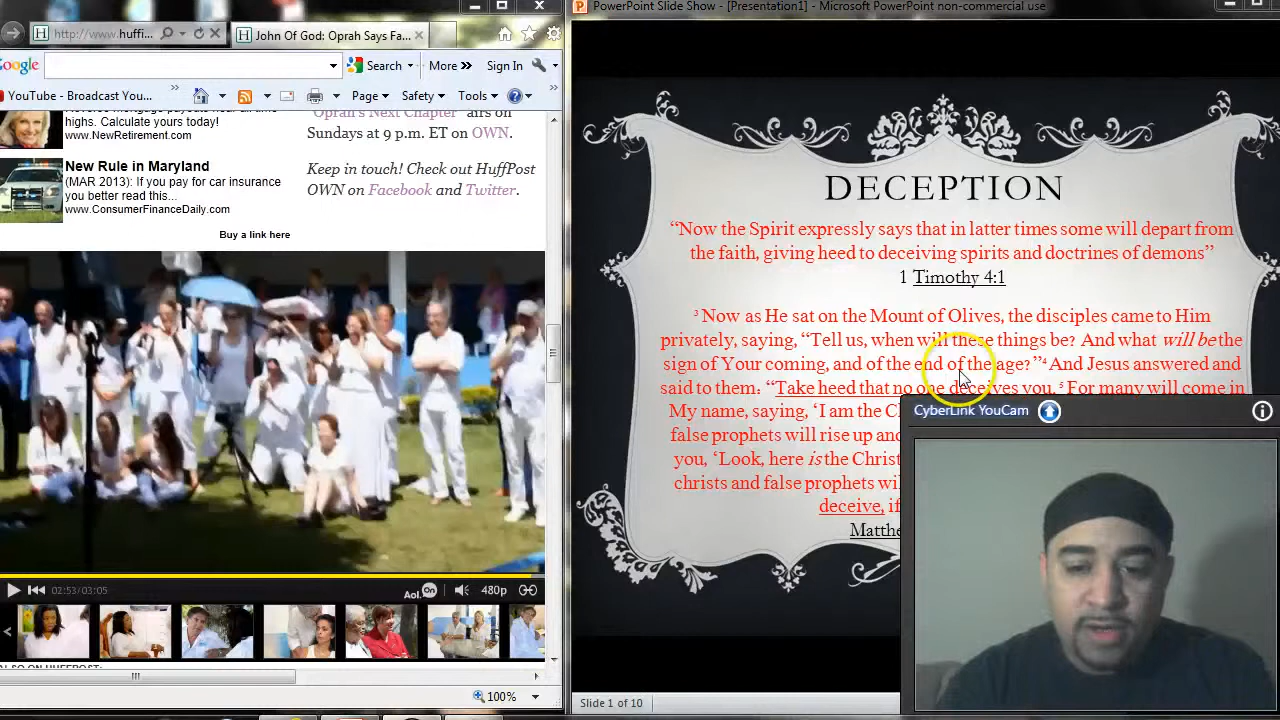 PowerPoint Slide Show - [Presentation1] - Microsoft PowerPoint non-commercial use
http://www.huffi...
John Of God: Oprah Says Fa...
Google
Search
More »
Sign In
YouTube - Broadcast You...
Page
Safety
Tools
highs. Calculate yours today!
www.NewRetirement.com
New Rule in Maryland
(MAR 2013): If you pay for car insurance
you better read this...
www.ConsumerFinanceDaily.com
Buy a link here
"Oprah's Next Chapter" airs on
Sundays at 9 p.m. ET on OWN.
Keep in touch! Check out HuffPost
OWN on Facebook and Twitter.
02:53/03:05
Aol.
On
480p
ALSO ON HUFFPOST:
100%
DECEPTION
“Now the Spirit expressly says that in latter times some will depart from
the faith, giving heed to deceiving spirits and doctrines of demons”
1 Timothy 4:1
3 Now as He sat on the Mount of Olives, the disciples came to Him
privately, saying, “Tell us, when will these things be? And what will be the
sign of Your coming, and of the end of the age?” 4 And Jesus answered and
said to them: “Take heed that no one deceives you. 5 For many will come in
My name, saying, ‘I am the Ch
false prophets will rise up and
you, ‘Look, here is the Christ
christs and false prophets wil
deceive, if
Matthe
CyberLink YouCam
Slide 1 of 10